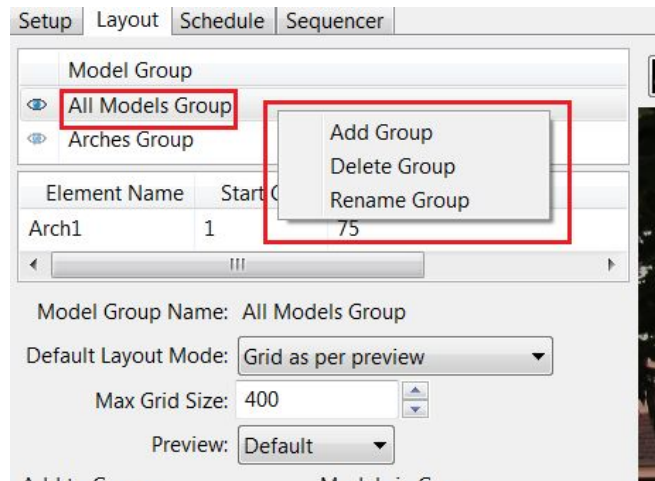 Setup Layout Schedule Sequencer
Model Group
All Models Group
Arches Group
Add Group
Delete Group
Rename Group
Element Name Start
Arch1 1 75
Model Group Name: All Models Group
Default Layout Mode: Grid as per preview
Max Grid Size: 400
Preview: Default